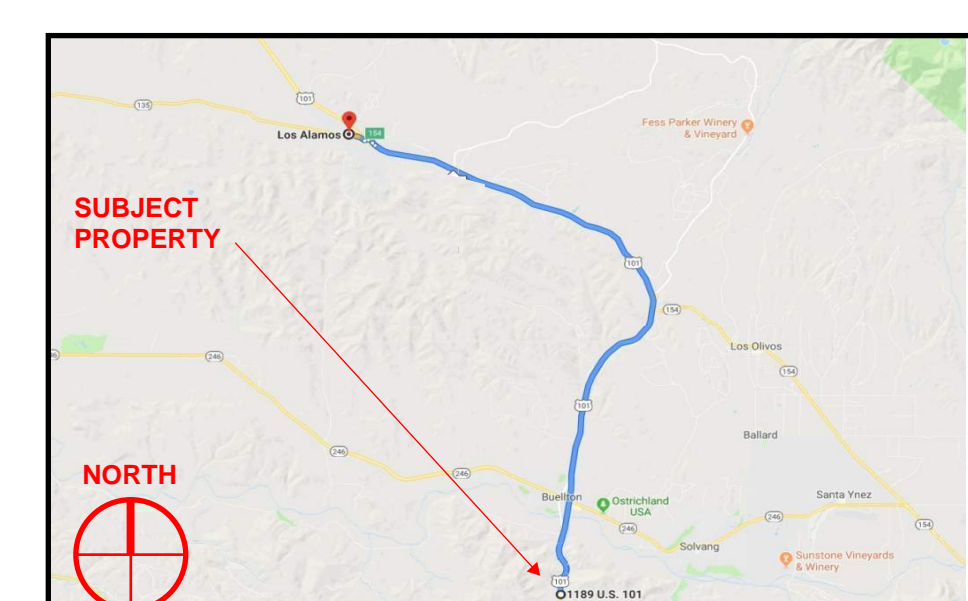 101
135
Los Alamos
154
Fess Parker Winery
& Vineyard
SUBJECT
PROPERTY
101
154
Los Olivos
246
154
101
Ballard
246
NORTH
246
Buellton
Ostrichland
USA
Santa Ynez
246
246
154
Solvang
Sunstone Vineyards
& Winery
101
1189 U.S. 101